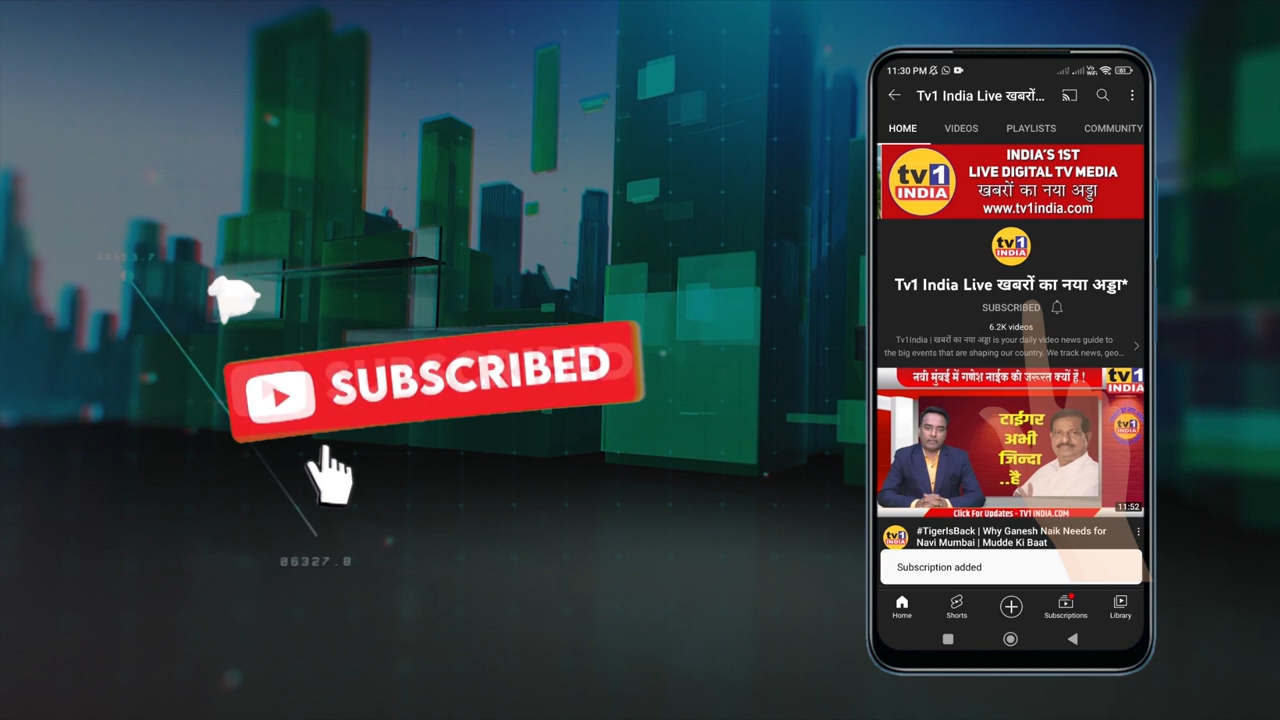 SUBSCRIBED
06327.8
11:30 PM
Tv1 India Live खबरों...
HOME VIDEOS PLAYLISTS COMMUNITY
tv1
INDIA
INDIA'S 1ST
LIVE DIGITAL TV MEDIA
खबरों का नया अड्डा
www.tv1india.com
tv1
INDIA
Tv1 India Live खबरों का नया अड्डा*
SUBSCRIBED
6.2K videos
Tv1India | खबरों का नया अड्डा is your daily video news guide to
the big events that are shaping our country. We track news, geo...
नवी मुंबई में गणेश नाईक की जरूरत क्यों है !
tv1
INDIA
टाईगर
अभी
जिन्दा
..है
tv1
INDIA
11:52
Click For Updates - TV1 INDIA.COM
tv1
INDIA
#TigerIsBack | Why Ganesh Naik Needs for
Navi Mumbai | Mudde Ki Baat
Subscription added
Home Shorts Subscriptions Library